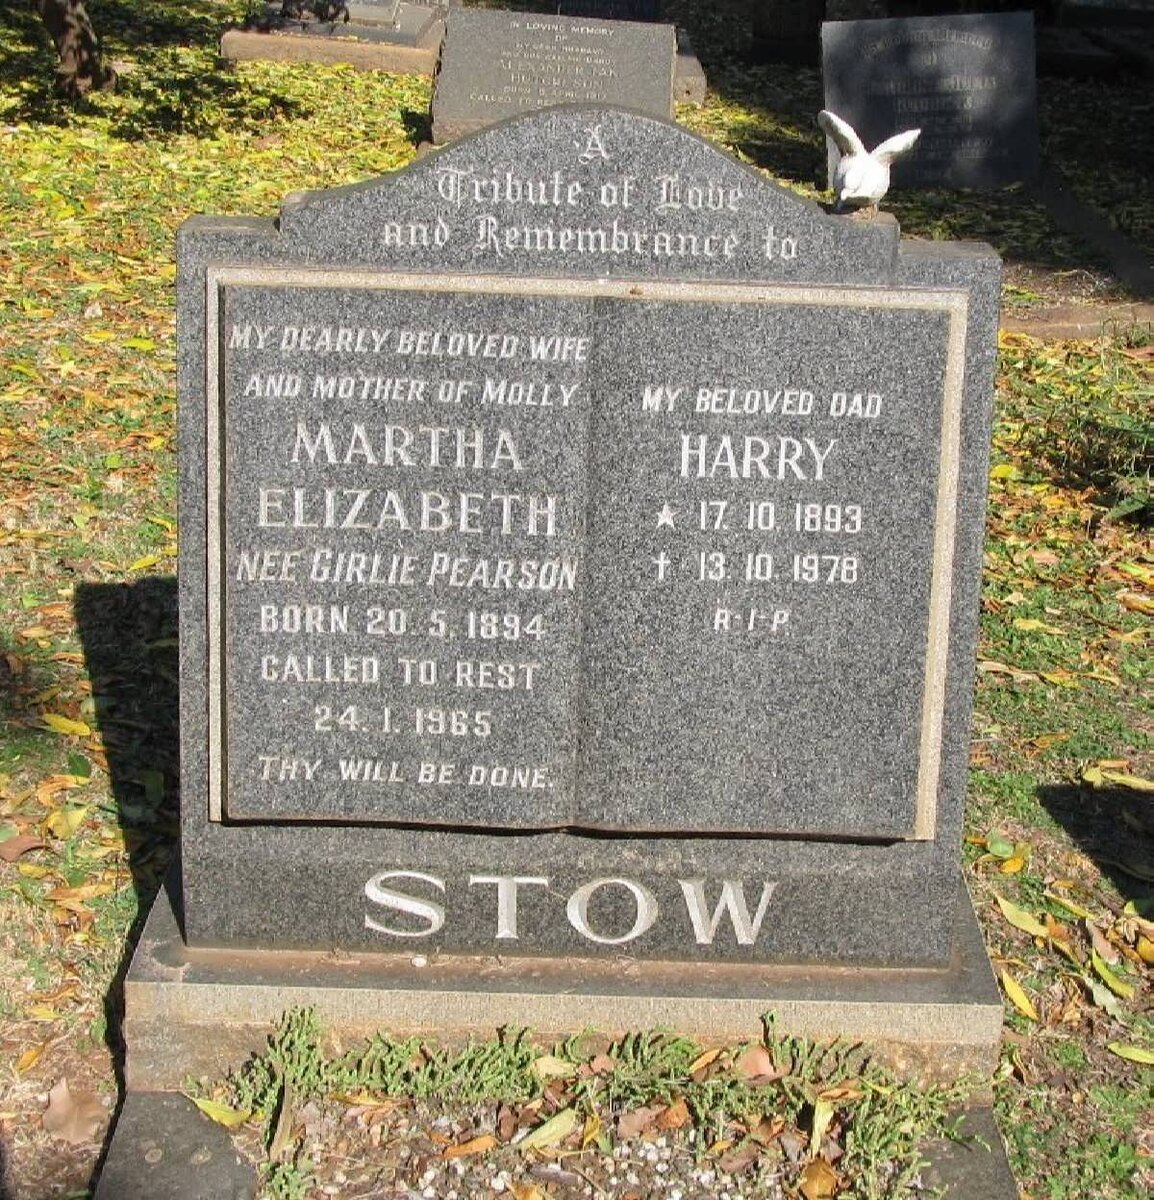 IN LOVING MEMORY
OF
A
Tribute of Love
and Remembrance to
MY DEARLY BELOVED WIFE
AND MOTHER OF MOLLY
MARTHA
ELIZABETH
NEE GIRLIE PEARSON
BORN 20. 5. 1894
CALLED TO REST
24. 1. 1965
THY WILL BE DONE.
MY BELOVED DAD
HARRY
★ 17. 10. 1893
† 13. 10. 1978
R-I-P.
STOW